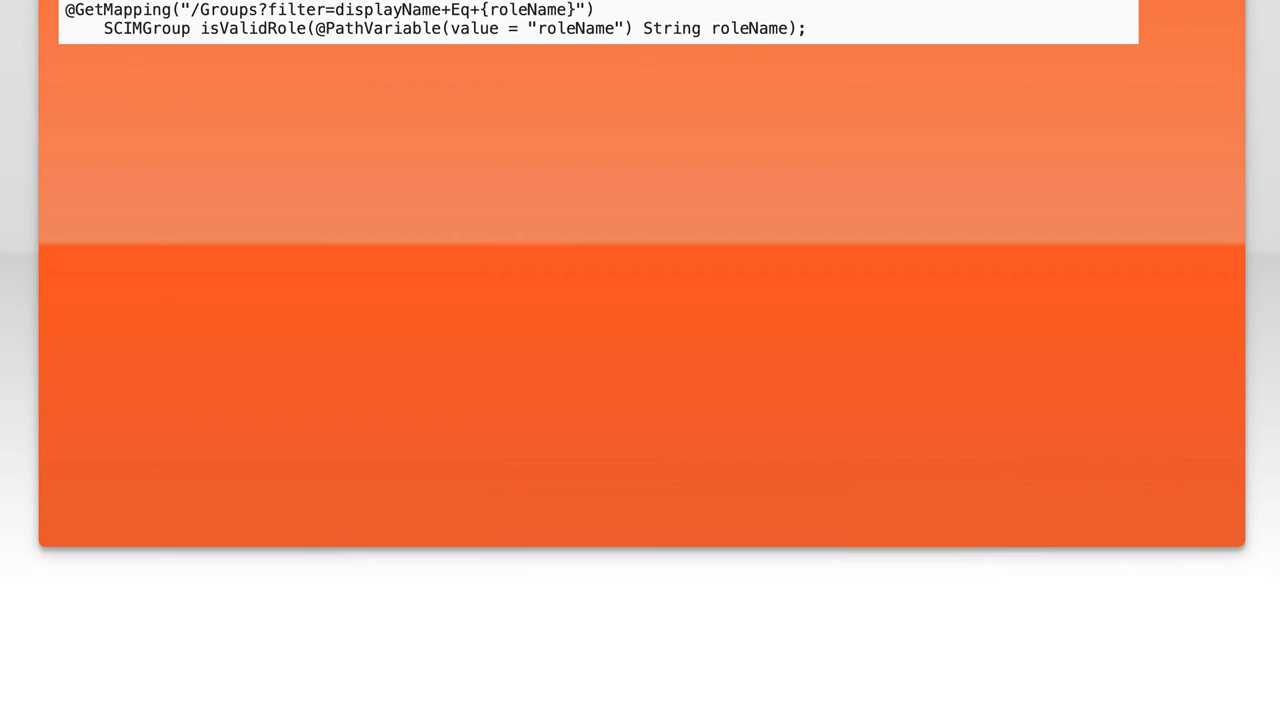 @GetMapping("/Groups?filter=displayName+Eq+{roleName}")
SCIMGroup isValidRole(@PathVariable(value = "roleName") String roleName);